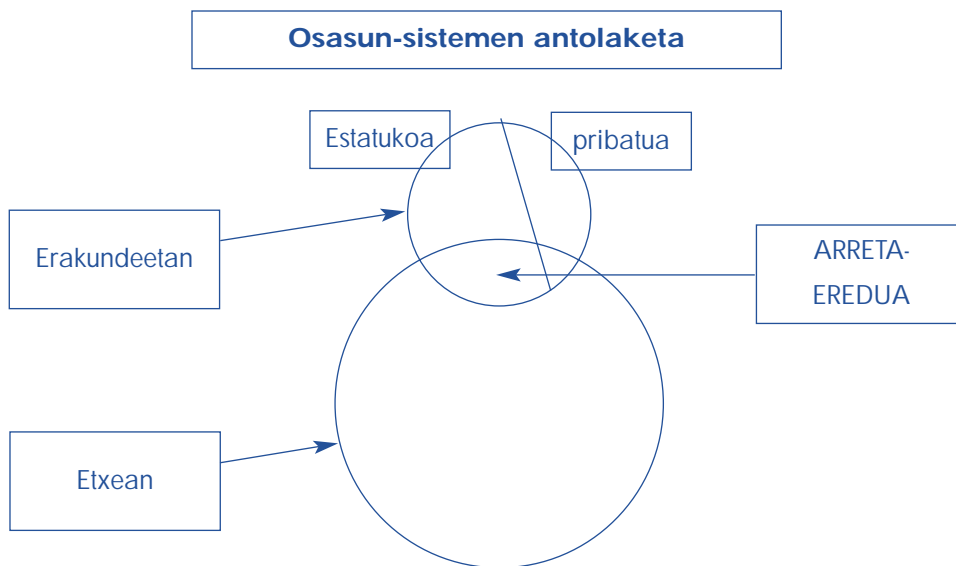 Osasun-sistemen antolaketa
Estatukoa
pribatua
Erakundeetan
ARRETA-
EREDUA
Etxean